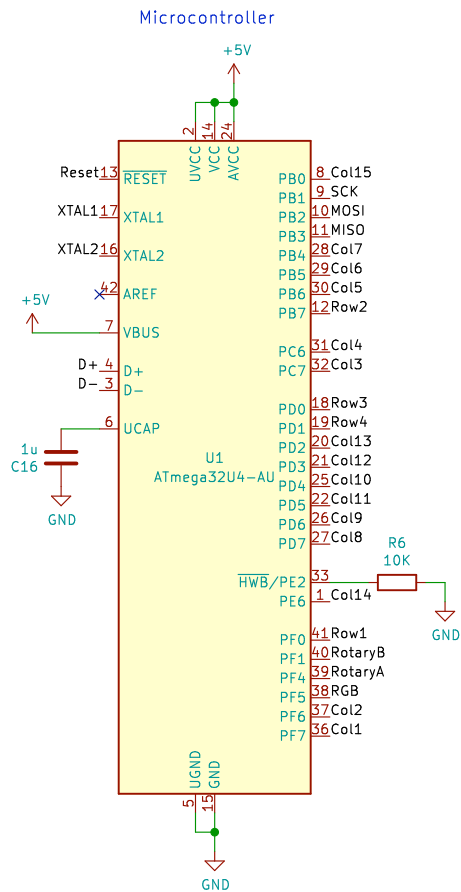 Microcontroller
+5V
2 UVCC
14 VCC
24 AVCC
Reset 13 RESET
XTAL1 17 XTAL1
XTAL2 16 XTAL2
42 AREF
+5V
7 VBUS
D+ 4 D+
D- 3 D-
6 UCAP
1u
C16
GND
U1
ATmega32U4-AU
PB0 8 Col15
PB1 9 SCK
PB2 10 MOSI
PB3 11 MISO
PB4 28 Col7
PB5 29 Col6
PB6 30 Col5
PB7 12 Row2
PC6 31 Col4
PC7 32 Col3
PD0 18 Row3
PD1 19 Row4
PD2 20 Col13
PD3 21 Col12
PD4 25 Col10
PD5 22 Col11
PD6 26 Col9
PD7 27 Col8
HWB/PE2 33
R6
10K
GND
PE6 1 Col14
PF0 41 Row1
PF1 40 RotaryB
PF4 39 RotaryA
PF5 38 RGB
PF6 37 Col2
PF7 36 Col1
UGND 5
GND 15
GND